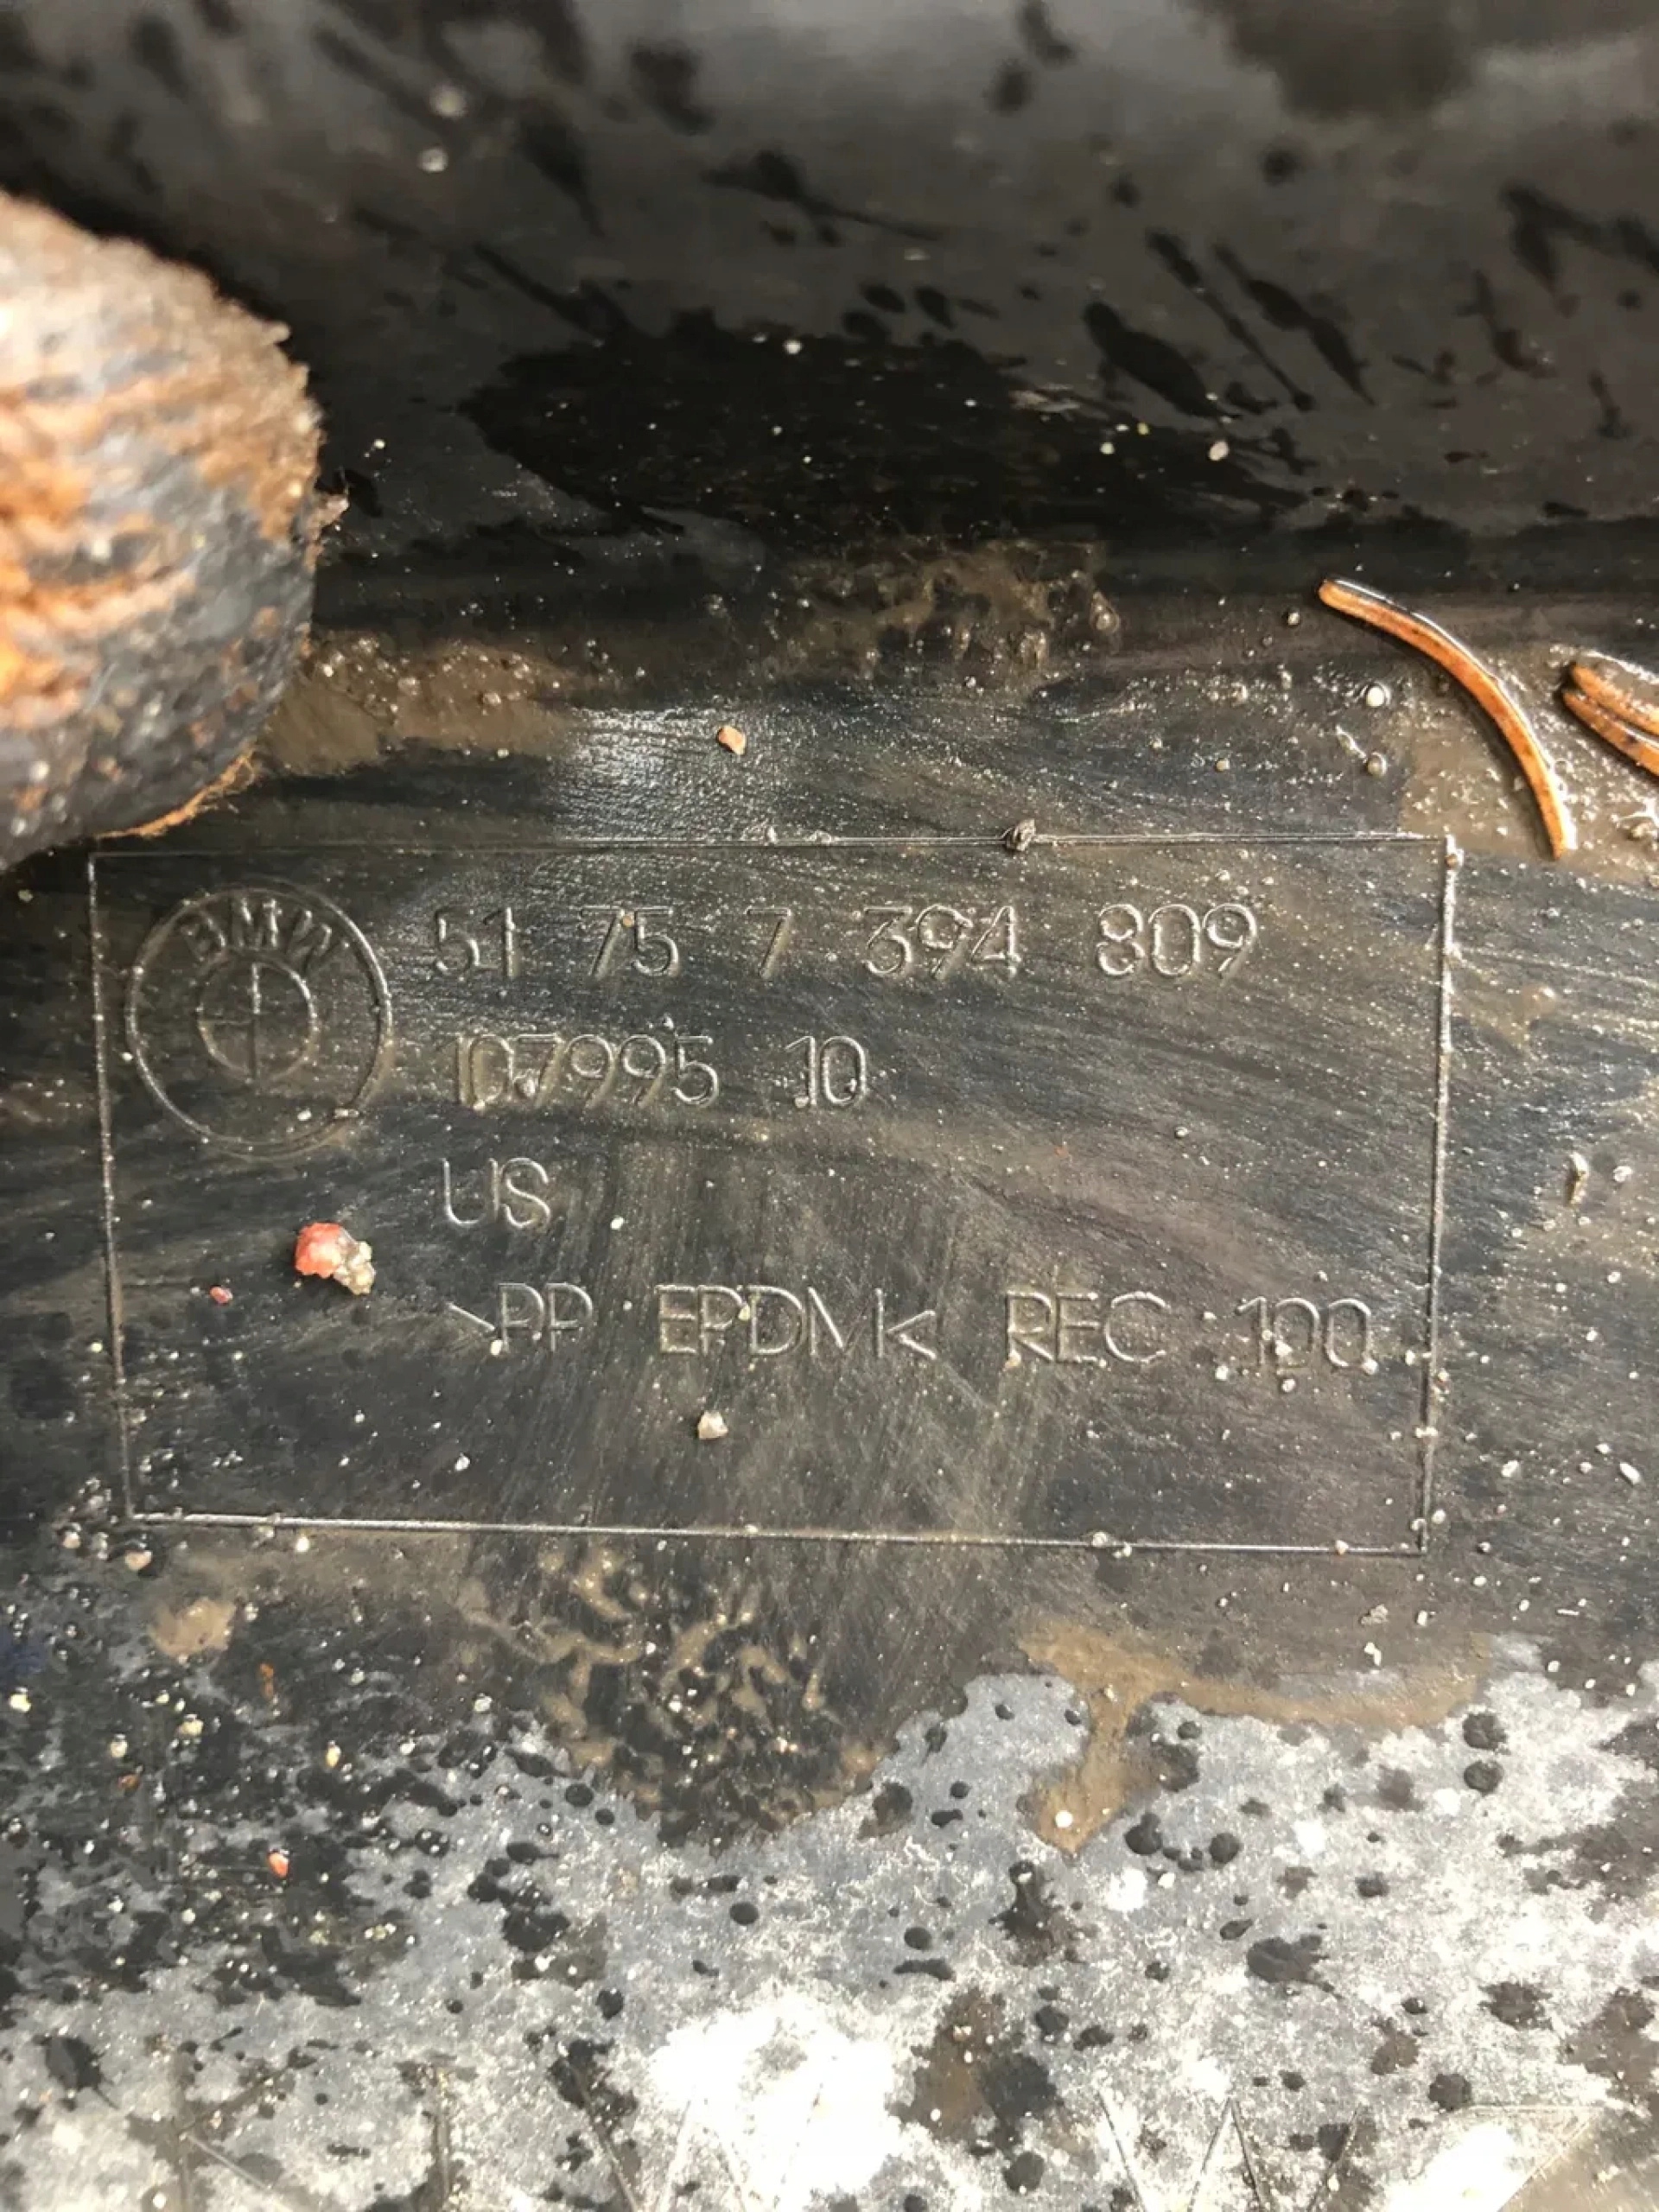 BMW
51 75 7 394 809
107995 10
US
>PP EPDM< REC 100